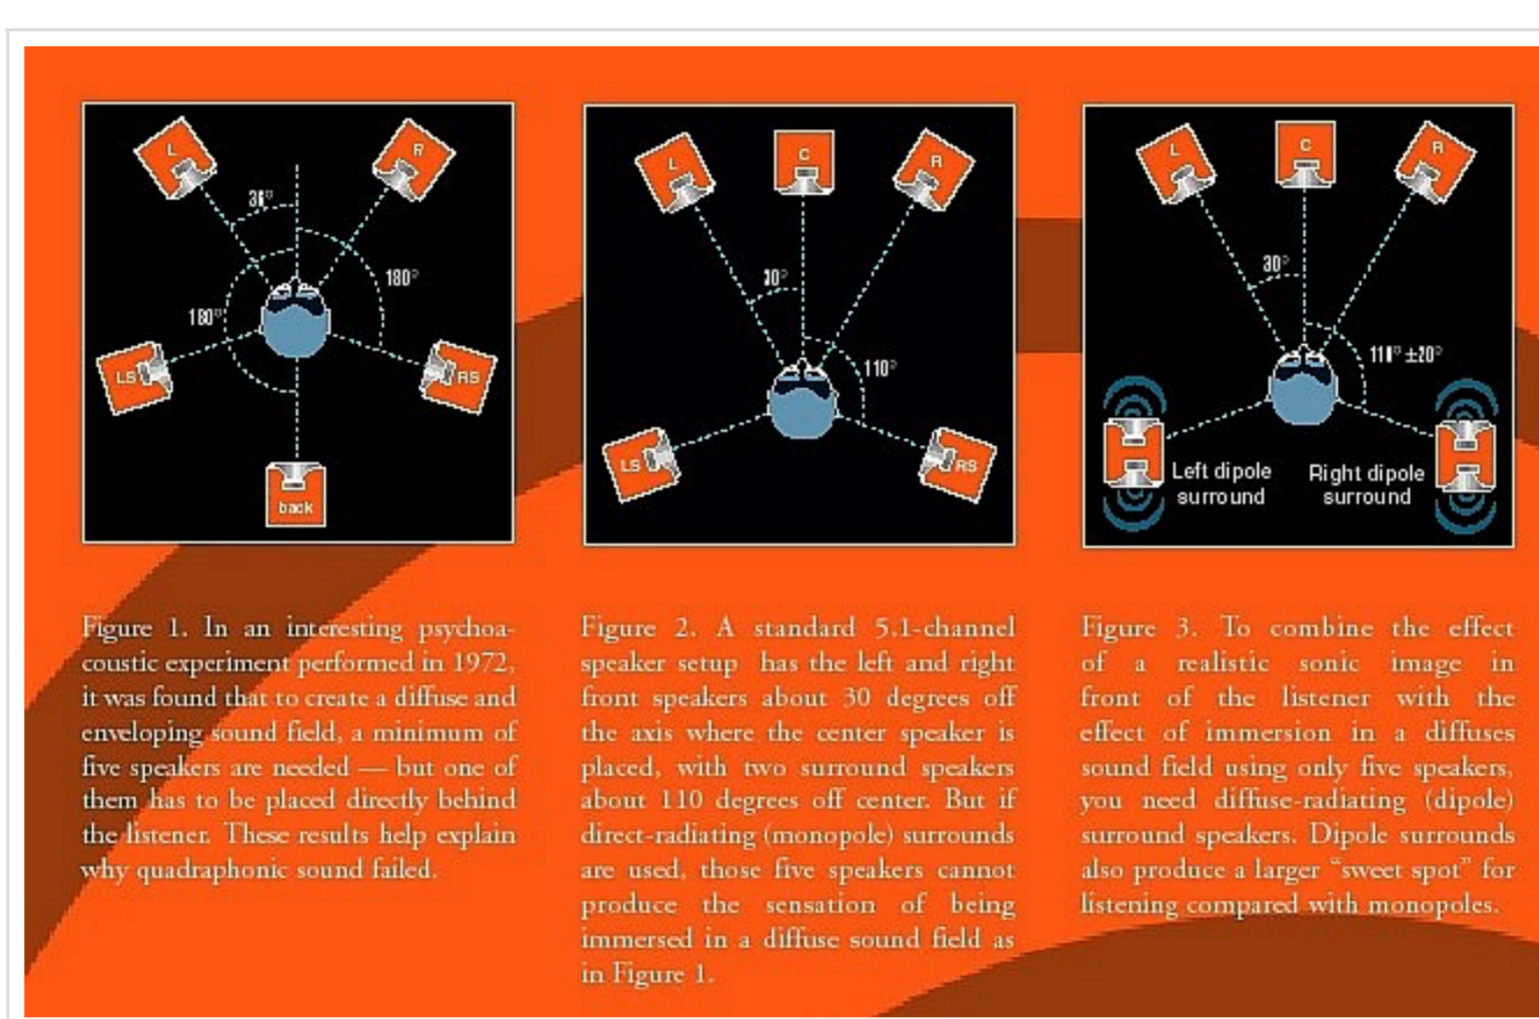 L
R
36°
180°
180°
LS
RS
back
L
C
R
30°
110°
LS
RS
L
C
R
30°
110° ±20°
Left dipole
surround
Right dipole
surround
Figure 1. In an interesting psychoa-
coustic experiment performed in 1972,
it was found that to create a diffuse and
enveloping sound field, a minimum of
five speakers are needed — but one of
them has to be placed directly behind
the listener. These results help explain
why quadraphonic sound failed.
Figure 2. A standard 5.1-channel
speaker setup has the left and right
front speakers about 30 degrees off
the axis where the center speaker is
placed, with two surround speakers
about 110 degrees off center. But if
direct-radiating (monopole) surrounds
are used, those five speakers cannot
produce the sensation of being
immersed in a diffuse sound field as
in Figure 1.
Figure 3. To combine the effect
of a realistic sonic image in
front of the listener with the
effect of immersion in a diffuses
sound field using only five speakers,
you need diffuse-radiating (dipole)
surround speakers. Dipole surrounds
also produce a larger “sweet spot” for
listening compared with monopoles.